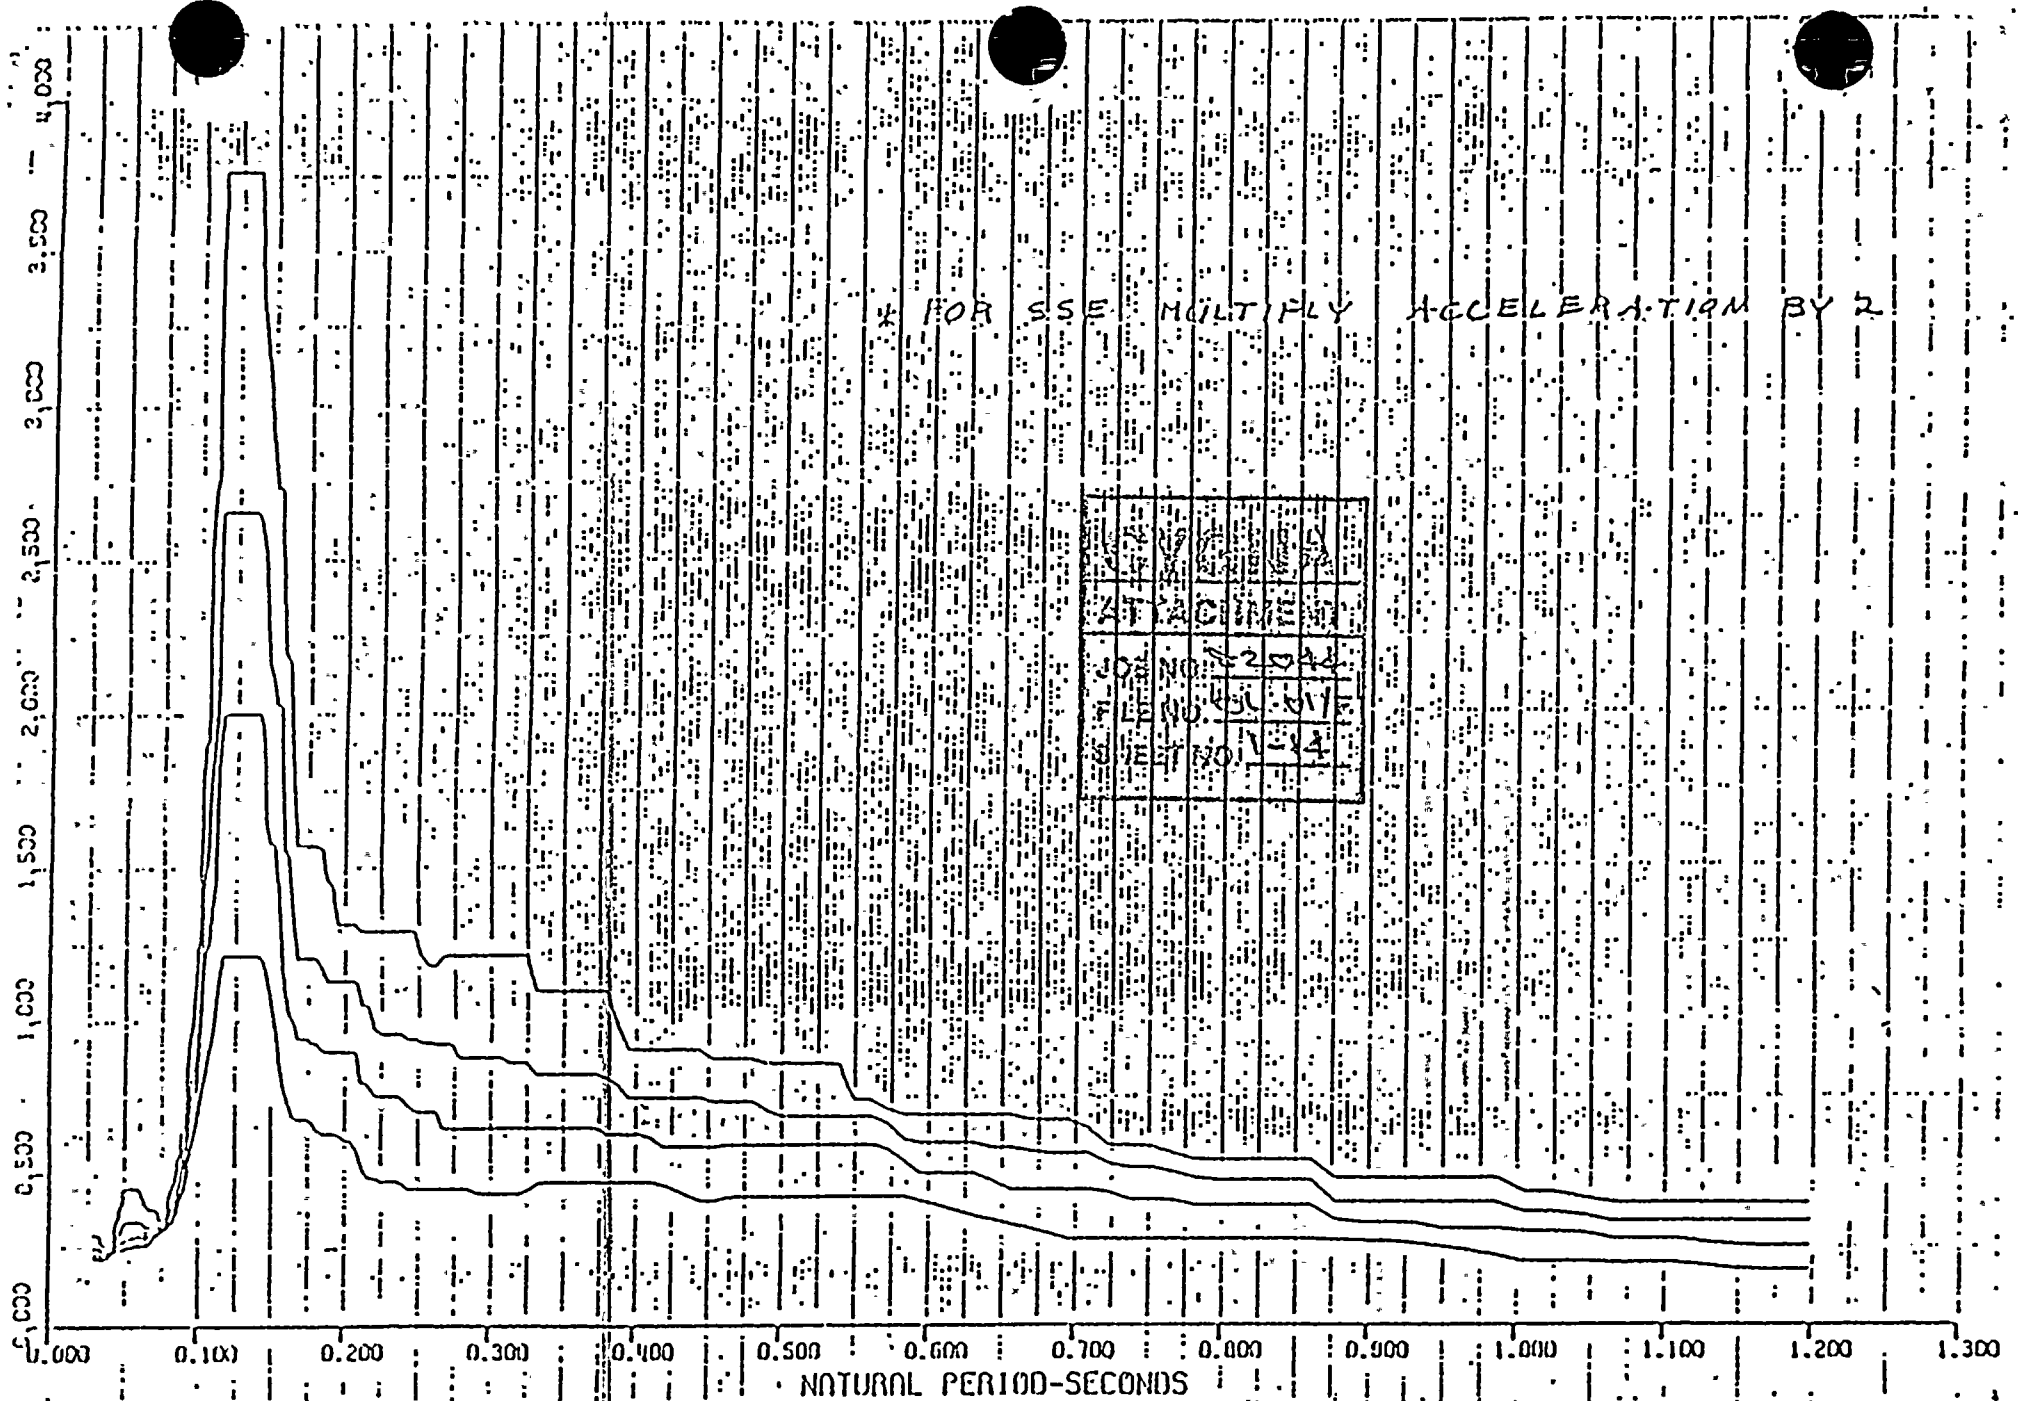 4,000
3,500
3,000
2,500
2,000
1,500
1,000
0,500
0,000
* FOR SSE MULTIPLY ACCELERATION BY 2
CYGNA
ATTACHMENT
JOB NO.
FILE NO.
SHEET NO. 1-14
0.000 0.100 0.200 0.300 0.400 0.500 0.600 0.700 0.800 0.900 1.000 1.100 1.200 1.300
NATURAL PERIOD-SECONDS